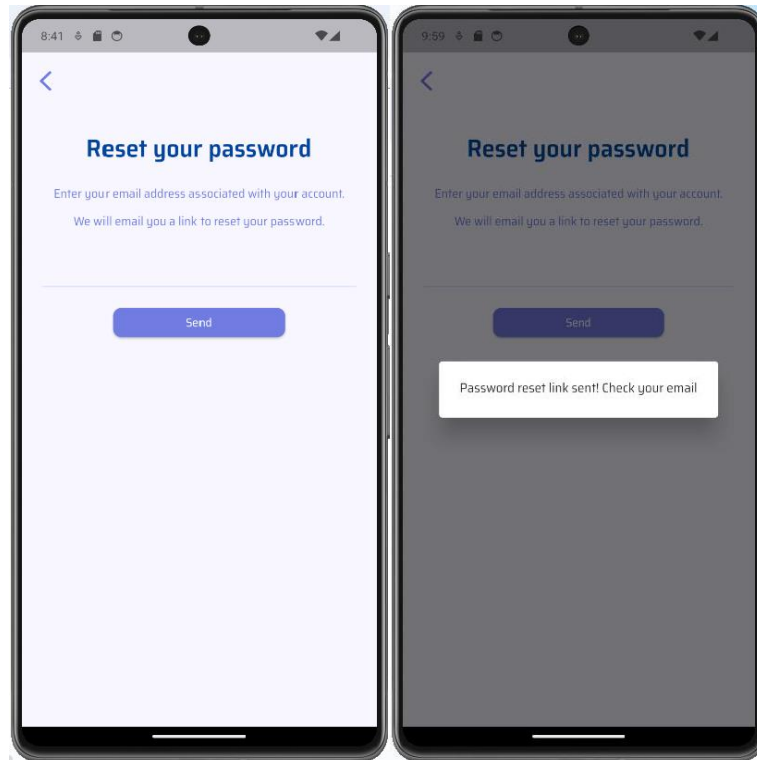 8:41
Reset your password
Enter your email address associated with your account.
We will email you a link to reset your password.
Send
9:59
Reset your password
Enter your email address associated with your account.
We will email you a link to reset your password.
Send
Password reset link sent! Check your email